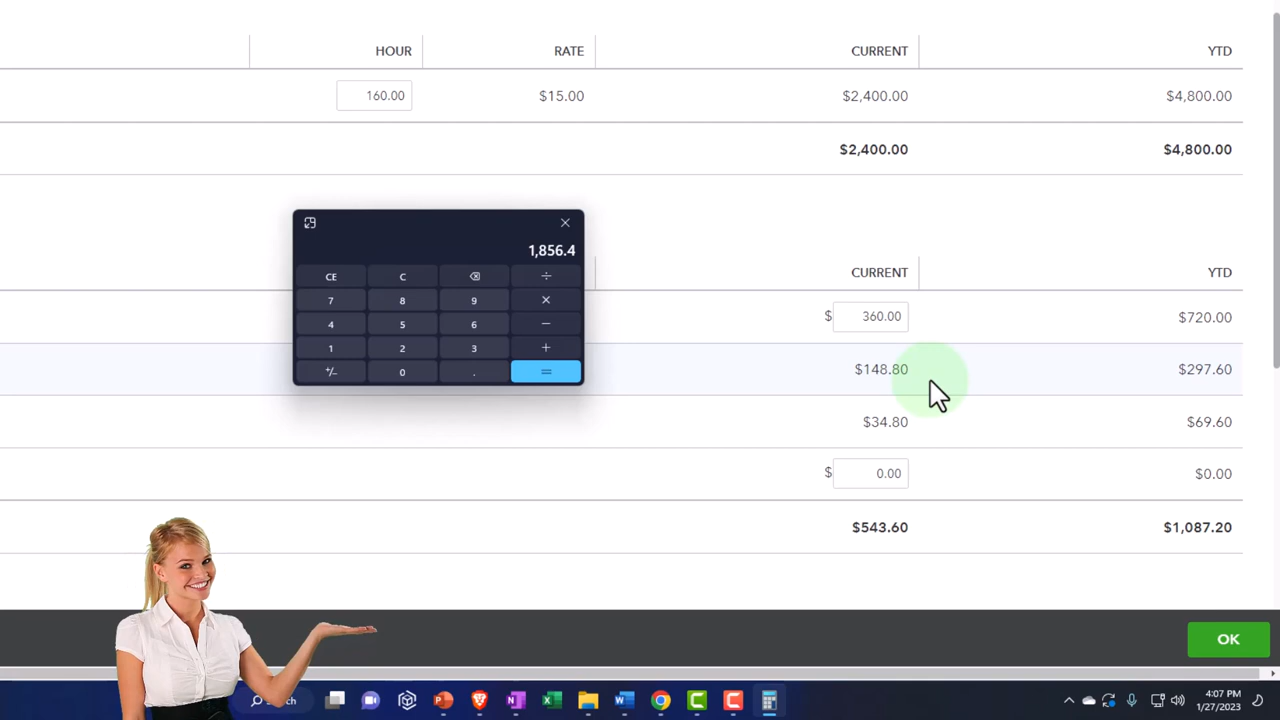 HOUR RATE CURRENT YTD
160.00 $15.00 $2,400.00 $4,800.00
$2,400.00 $4,800.00
1,856.4
CE C ⌫ ÷
7 8 9 ×
4 5 6 −
1 2 3 +
+/− 0 . =
CURRENT YTD
$ 360.00 $720.00
$148.80 $297.60
$34.80 $69.60
$ 0.00 $0.00
$543.60 $1,087.20
OK
4:07 PM
1/27/2023